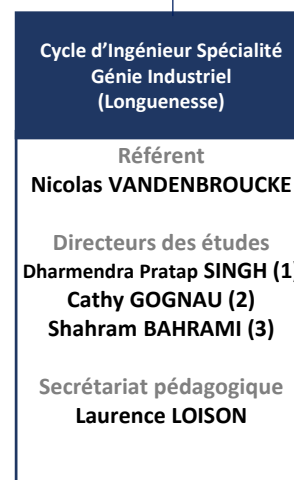 Cycle d’Ingénieur Spécialité
Génie Industriel
(Longuenesse)
Référent
Nicolas VANDENBROUCKE
Directeurs des études
Dharmendra Pratap SINGH (1)
Cathy GOGNAU (2)
Shahram BAHRAMI (3)
Secrétariat pédagogique
Laurence LOISON